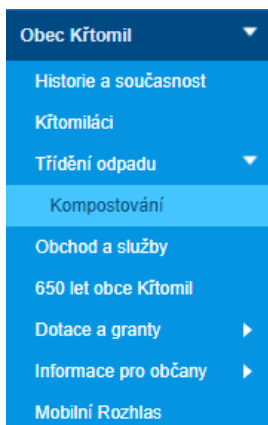 Obec Křtomil
Historie a současnost
Křtomiláci
Třídění odpadu
Kompostování
Obchod a služby
650 let obce Křtomil
Dotace a granty
Informace pro občany
Mobilní Rozhlas